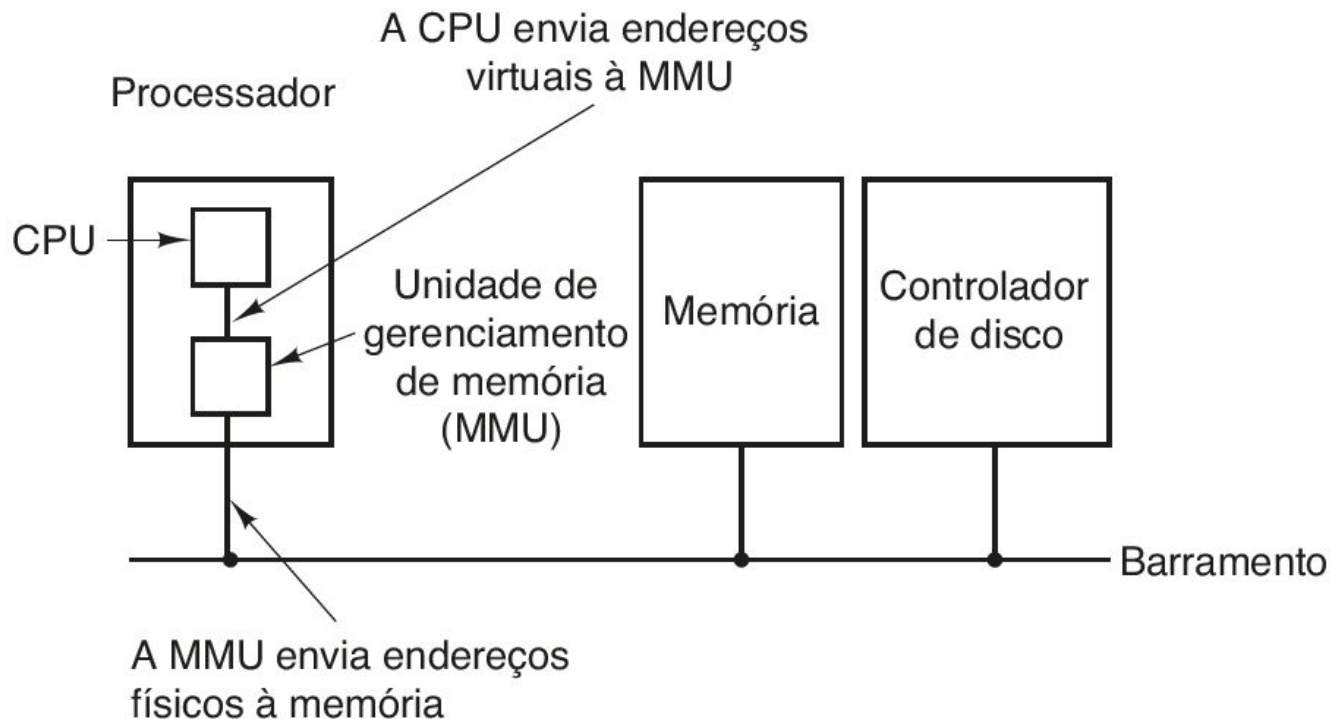 A CPU envia endereços
virtuais à MMU
Processador
CPU
Unidade de
gerenciamento
de memória
(MMU)
Memória
Controlador
de disco
Barramento
A MMU envia endereços
físicos à memória